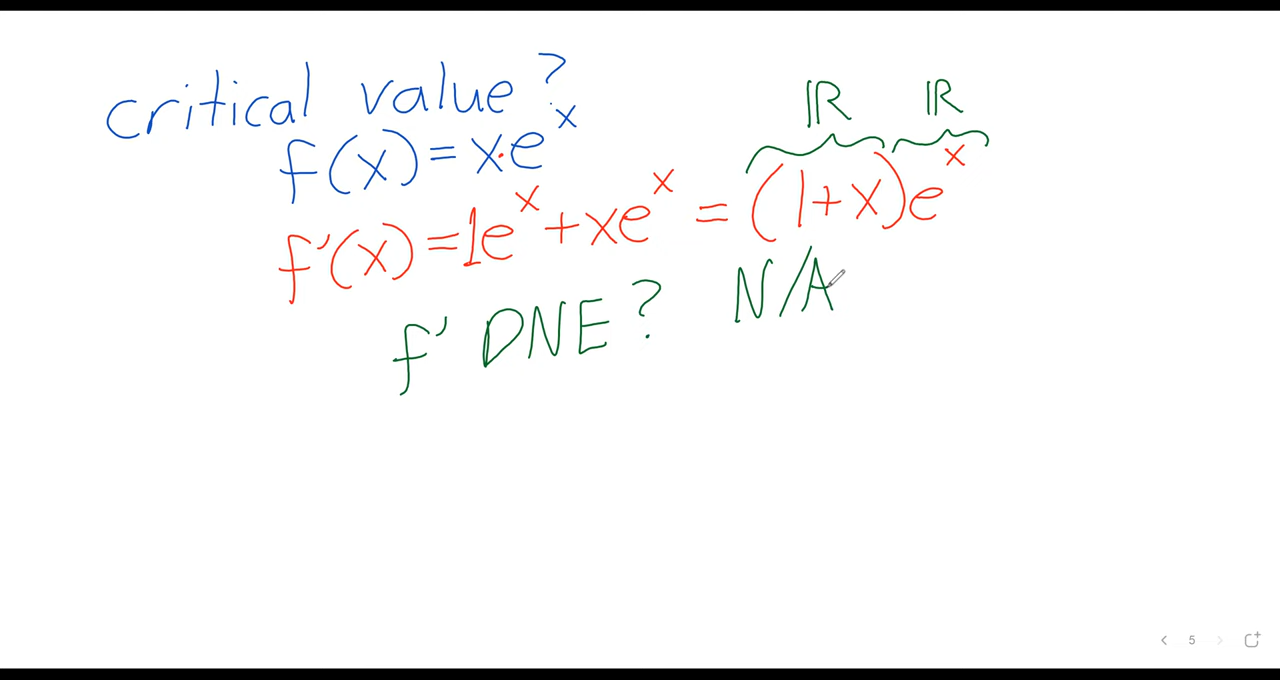 critical value?
ℝ ℝ
f(x) = x·e^x
f'(x) = 1e^x + xe^x = (1+x)e^x
f' DNE? N/A
5